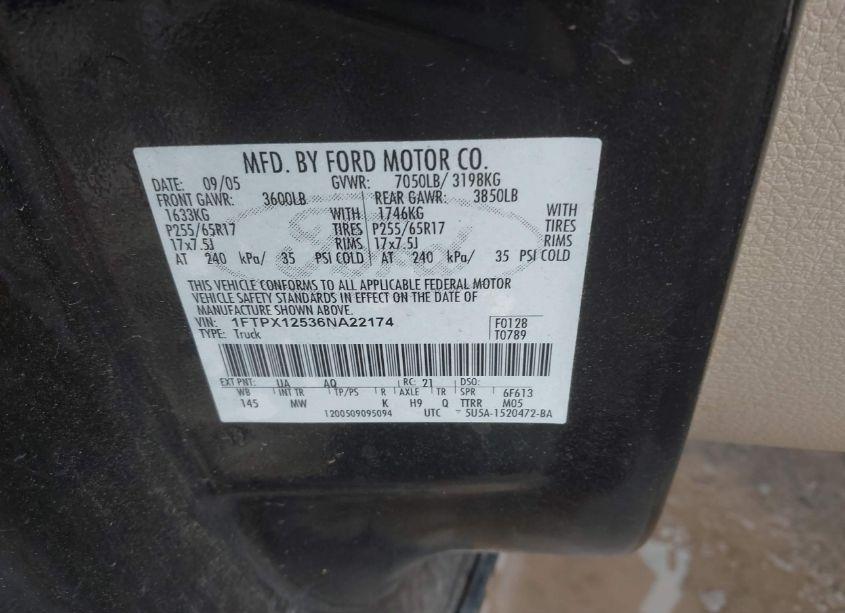 MFD. BY FORD MOTOR CO.
DATE: 09/05 GVWR: 7050LB/ 3198KG
FRONT GAWR: 3600LB REAR GAWR: 3850LB
1633KG WITH 1746KG WITH
P255/65R17 TIRES P255/65R17 TIRES
17x7.5J RIMS 17x7.5J RIMS
AT 240 kPa/ 35 PSI COLD AT 240 kPa/ 35 PSI COLD
Ford
THIS VEHICLE CONFORMS TO ALL APPLICABLE FEDERAL MOTOR
VEHICLE SAFETY STANDARDS IN EFFECT ON THE DATE OF
MANUFACTURE SHOWN ABOVE.
VIN: 1FTPX12536NA22174 F0128
TYPE: Truck T0789
EXT PNT: UA AQ RC: 21 DSO:
WB INT TR TP/PS R AXLE TR SPR 6F613
145 MW K H9 Q TTRR M05
1200509095094 UTC 5U5A-1520472-BA